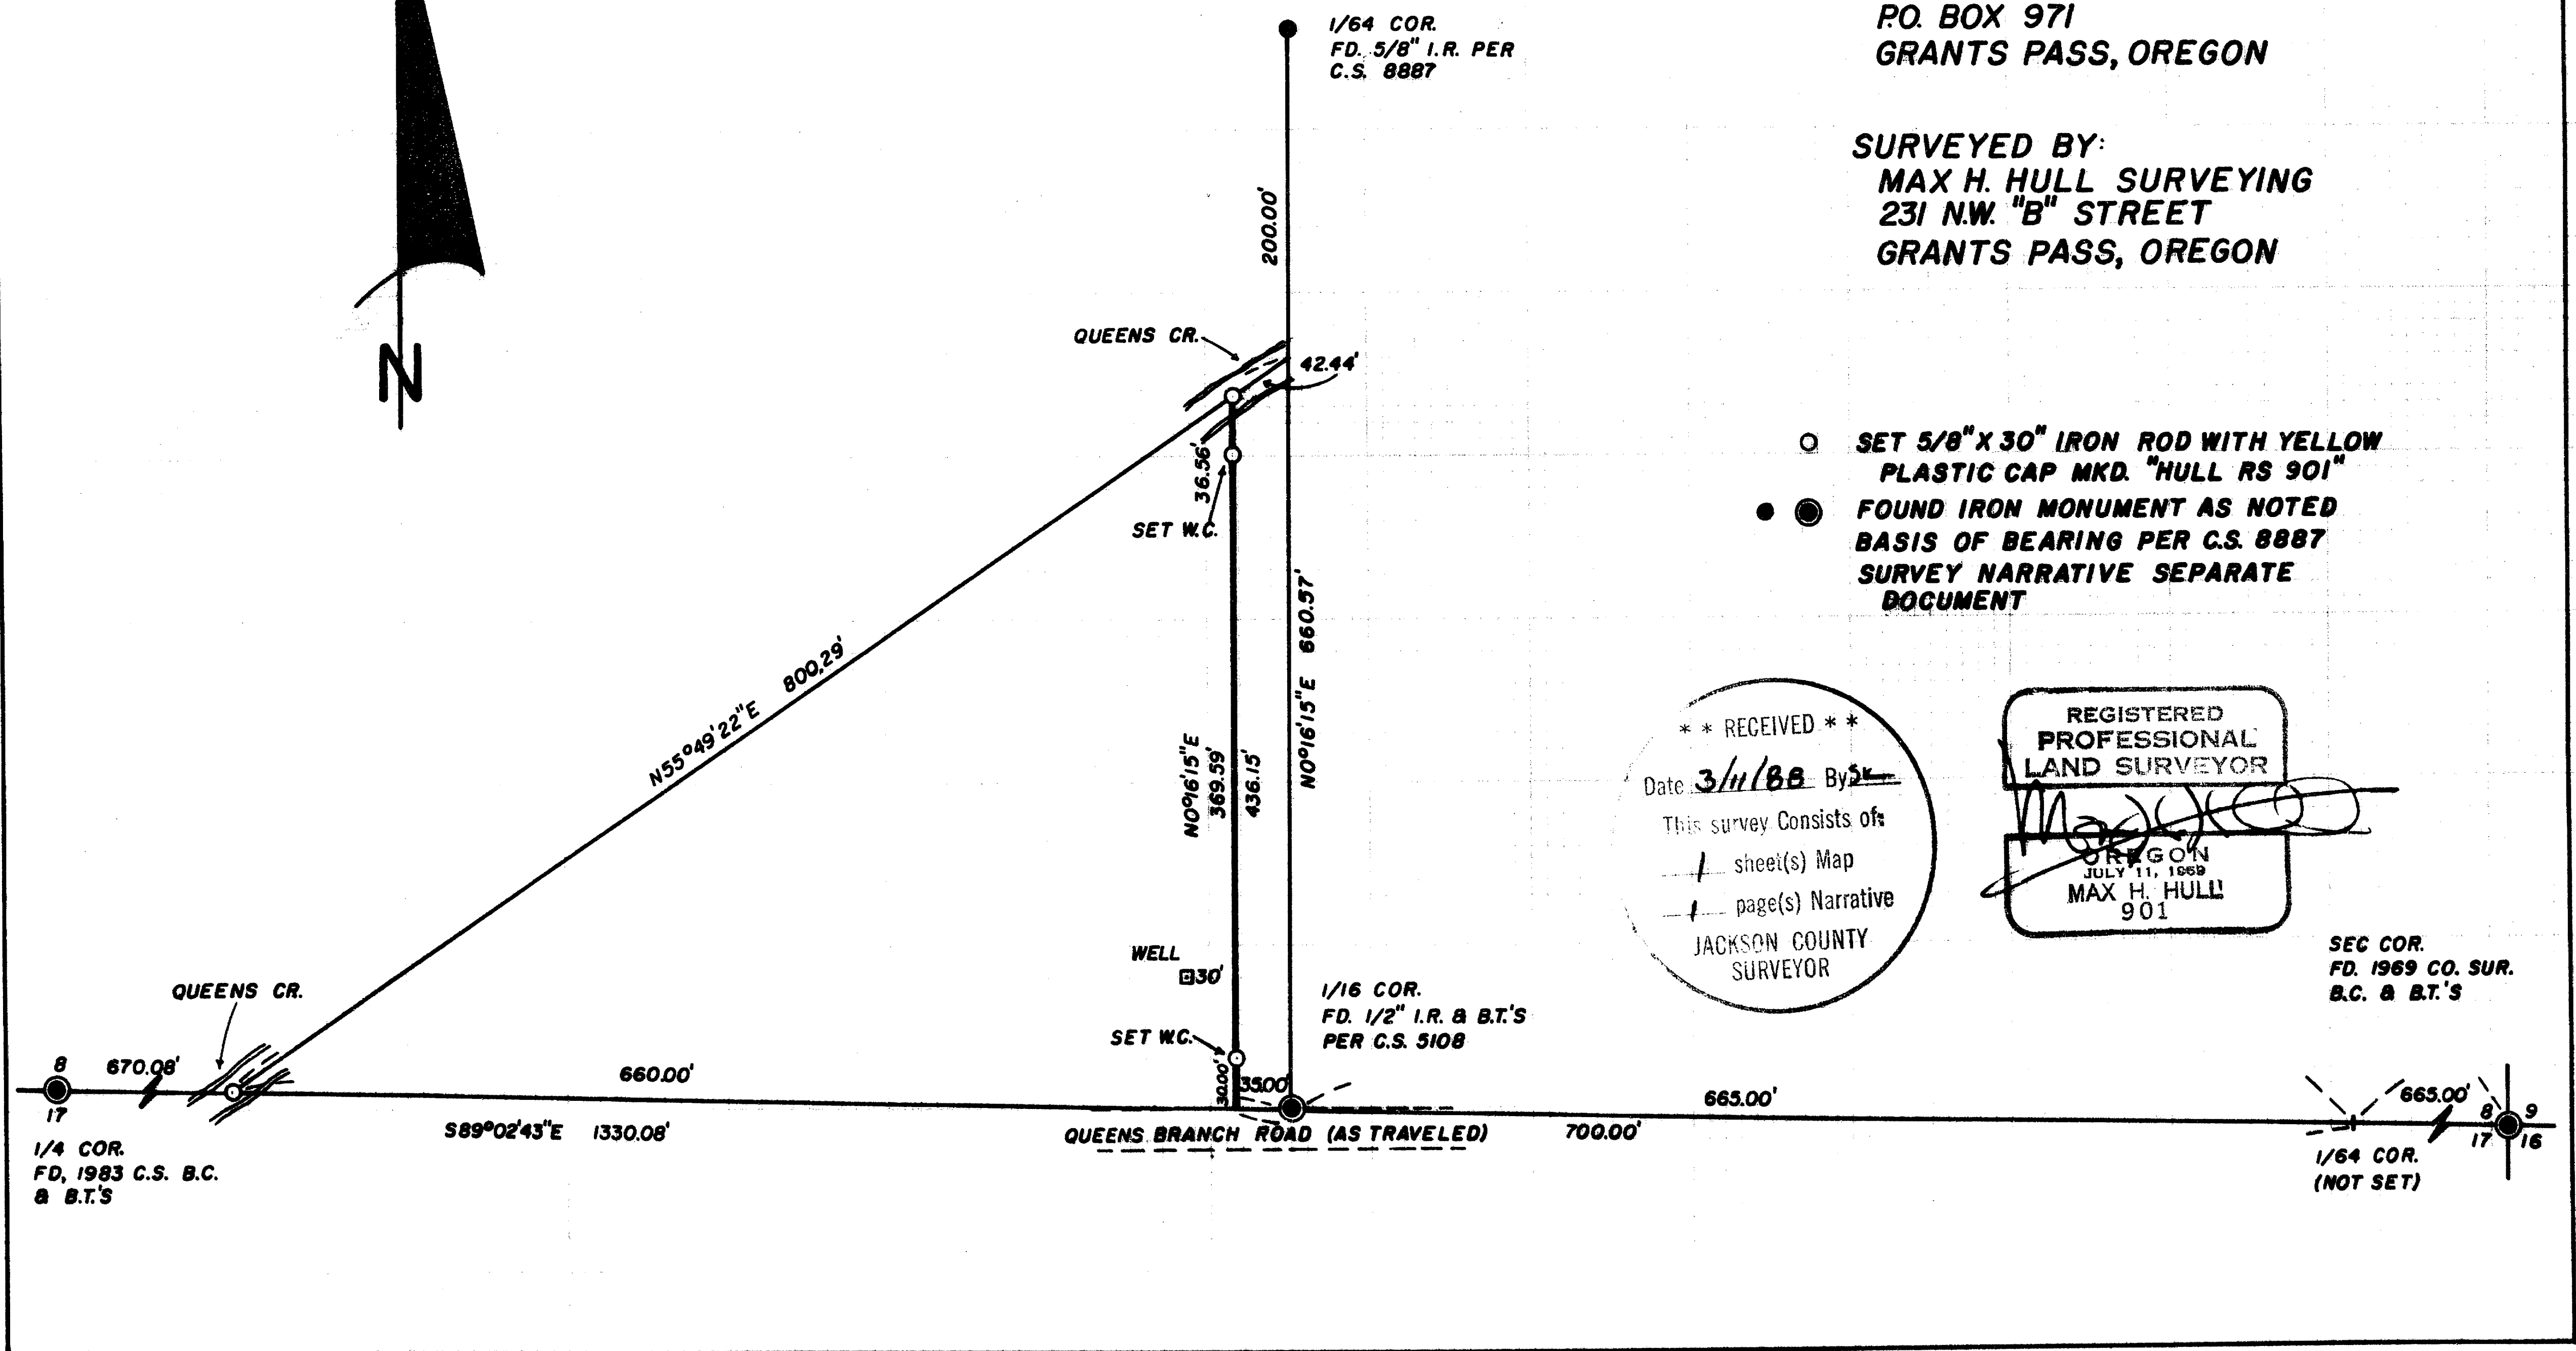 1/64 COR.
FD. 5/8" I.R. PER
C.S. 8887
P.O. BOX 971
GRANTS PASS, OREGON
SURVEYED BY:
MAX H. HULL SURVEYING
231 N.W. "B" STREET
GRANTS PASS, OREGON
N
200.00'
QUEENS CR.
42.44'
36.56'
SET W.C.
SET 5/8" X 30" IRON ROD WITH YELLOW
PLASTIC CAP MKD. "HULL RS 901"
FOUND IRON MONUMENT AS NOTED
BASIS OF BEARING PER C.S. 8887
SURVEY NARRATIVE SEPARATE
DOCUMENT
N55°49'22"E 800.29'
N0°16'15"E
369.59'
436.15'
N0°16'15"E 660.57'
* * RECEIVED * *
Date 3/11/88 By
This survey Consists of:
1 sheet(s) Map
1 page(s) Narrative
JACKSON COUNTY
SURVEYOR
REGISTERED
PROFESSIONAL
LAND SURVEYOR
OREGON
JULY 11, 1969
MAX H. HULL
901
WELL
30'
QUEENS CR.
SET W.C.
1/16 COR.
FD. 1/2" I.R. & B.T.'S
PER C.S. 5108
SEC COR.
FD. 1969 CO. SUR.
B.C. & B.T.'S
8
17
670.08'
660.00'
30.00'
35.00'
665.00'
665.00'
8 9
17 16
S89°02'43"E 1330.08'
QUEENS BRANCH ROAD (AS TRAVELED)
700.00'
1/4 COR.
FD, 1983 C.S. B.C.
& B.T.'S
1/64 COR.
(NOT SET)